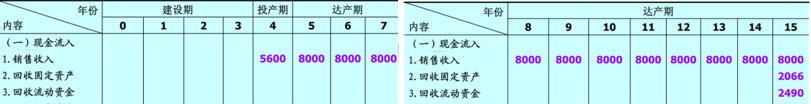 年份 建设期 投产期 达产期
内容 0 1 2 3 4 5 6 7
（一）现金流入
1.销售收入 5600 8000 8000 8000
2.回收固定资产
3.回收流动资金
年份 达产期
内容 8 9 10 11 12 13 14 15
（一）现金流入
1.销售收入 8000 8000 8000 8000 8000 8000 8000 8000
2.回收固定资产 2066
3.回收流动资金 2490